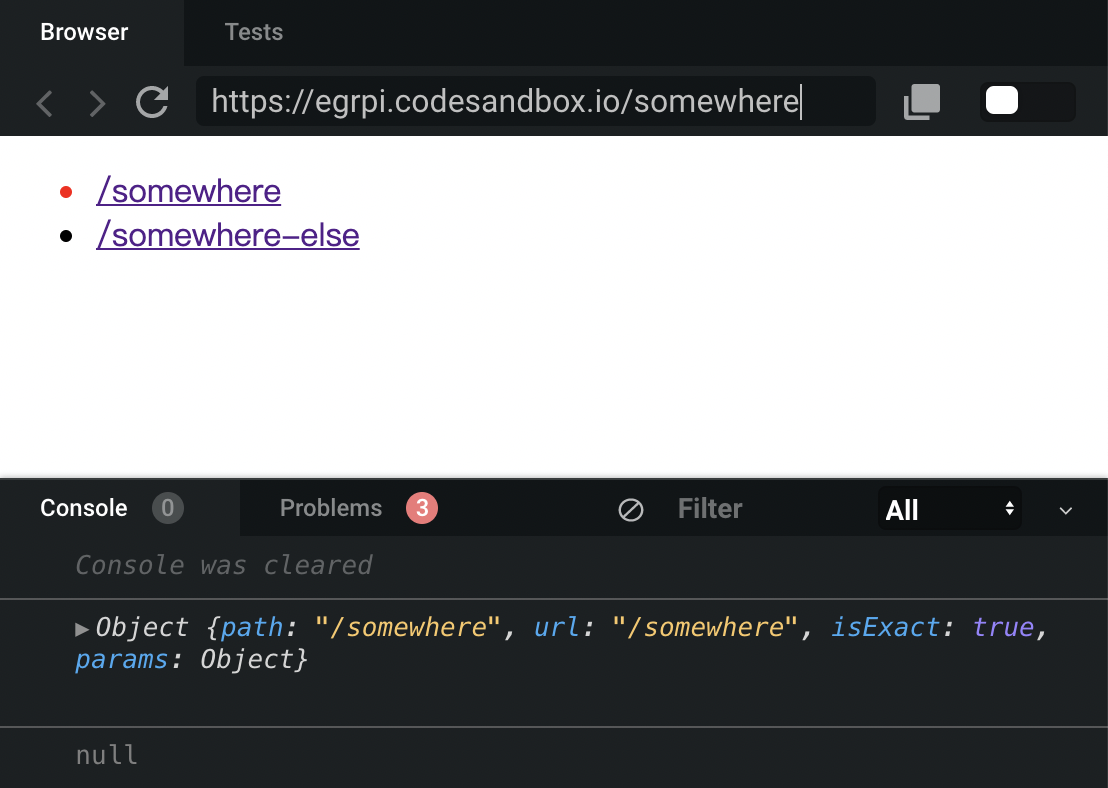 Browser Tests
https://egrpi.codesandbox.io/somewhere
/somewhere
/somewhere-else
Console 0 Problems 3 Filter All
Console was cleared
▶Object {path: "/somewhere", url: "/somewhere", isExact: true,
params: Object}
null